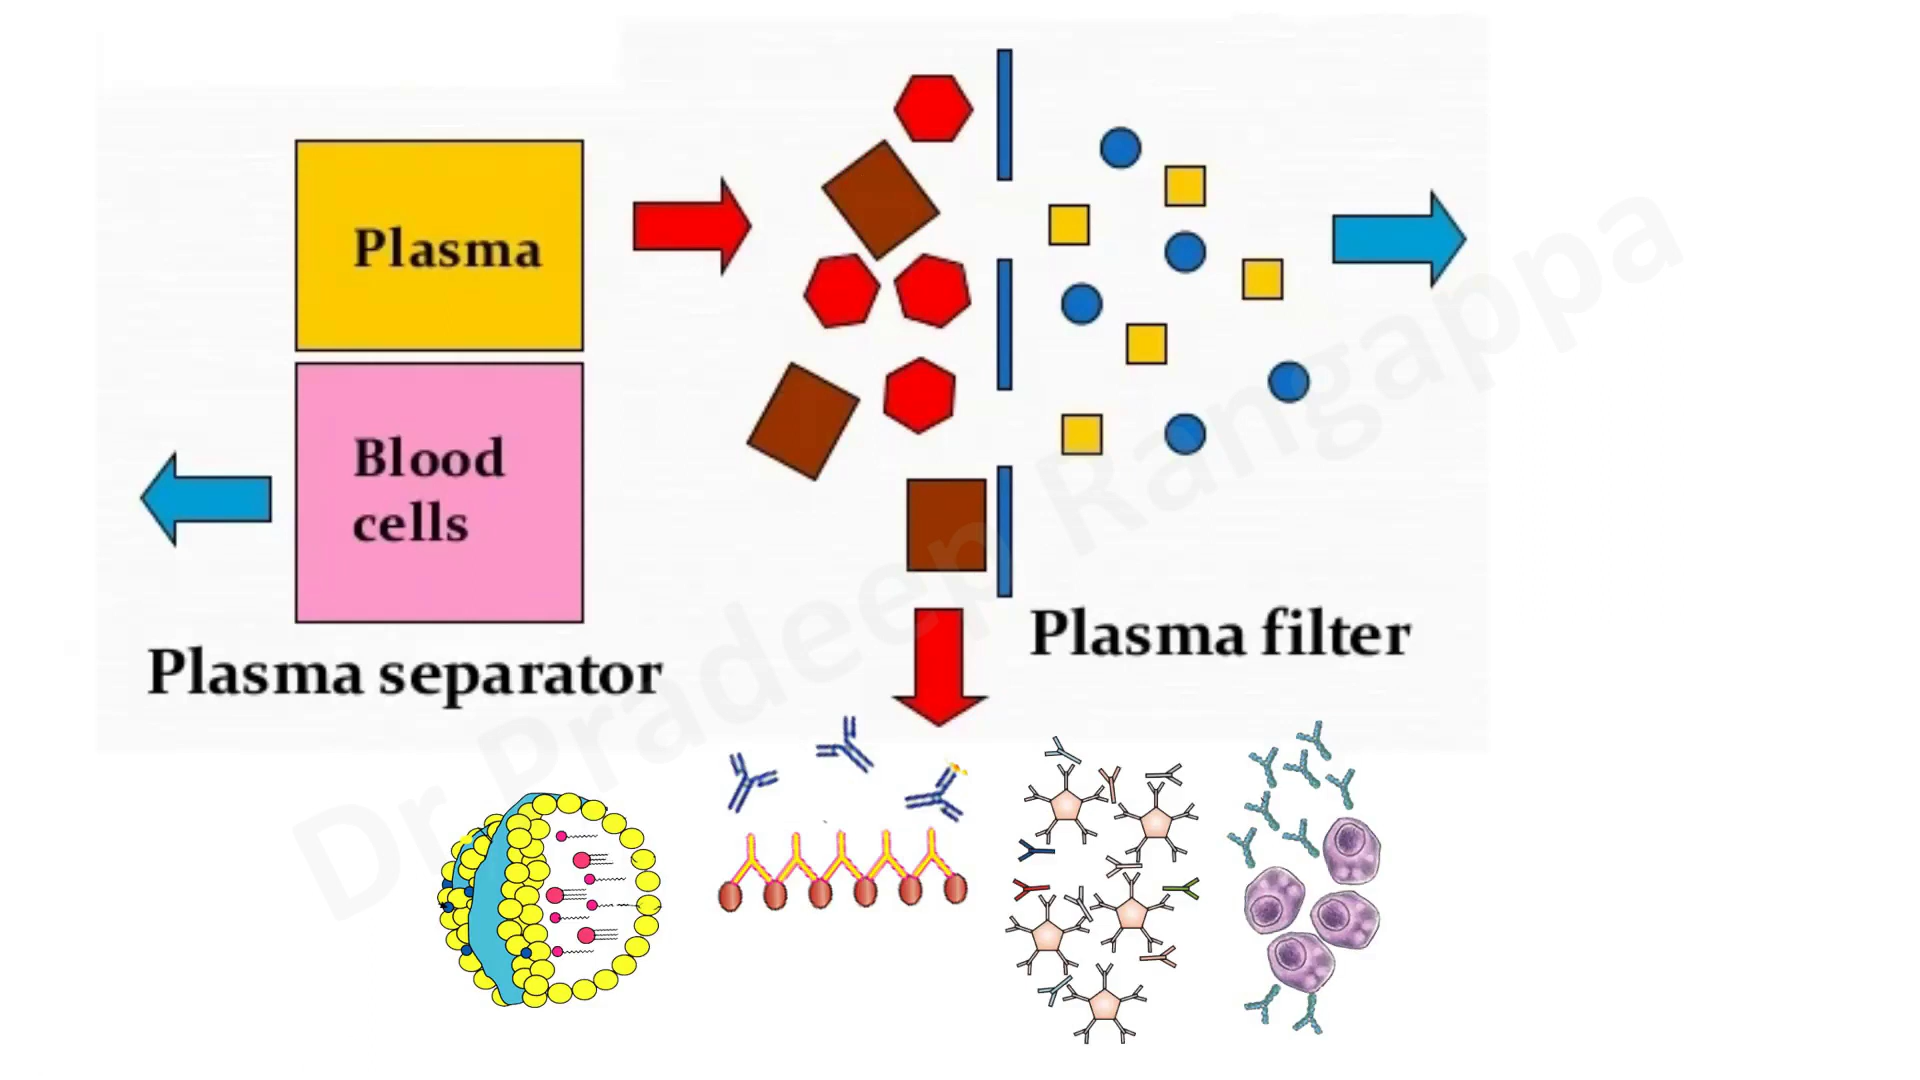 Plasma
Blood
cells
Plasma separator
Plasma filter
Dr Pradeep Rangappa